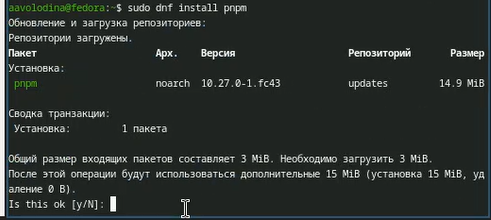 aavolodina@fedora:~$ sudo dnf install pnpm
Обновление и загрузка репозиториев:
Репозитории загружены.
Пакет Арх. Версия Репозиторий Размер
Установка:
pnpm noarch 10.27.0-1.fc43 updates 14.9 MiB
Сводка транзакции:
Установка: 1 пакета
Общий размер входящих пакетов составляет 3 MiB. Необходимо загрузить 3 MiB.
После этой операции будут использоваться дополнительные 15 MiB (установка 15 MiB, уд
аление 0 B).
Is this ok [y/N]: